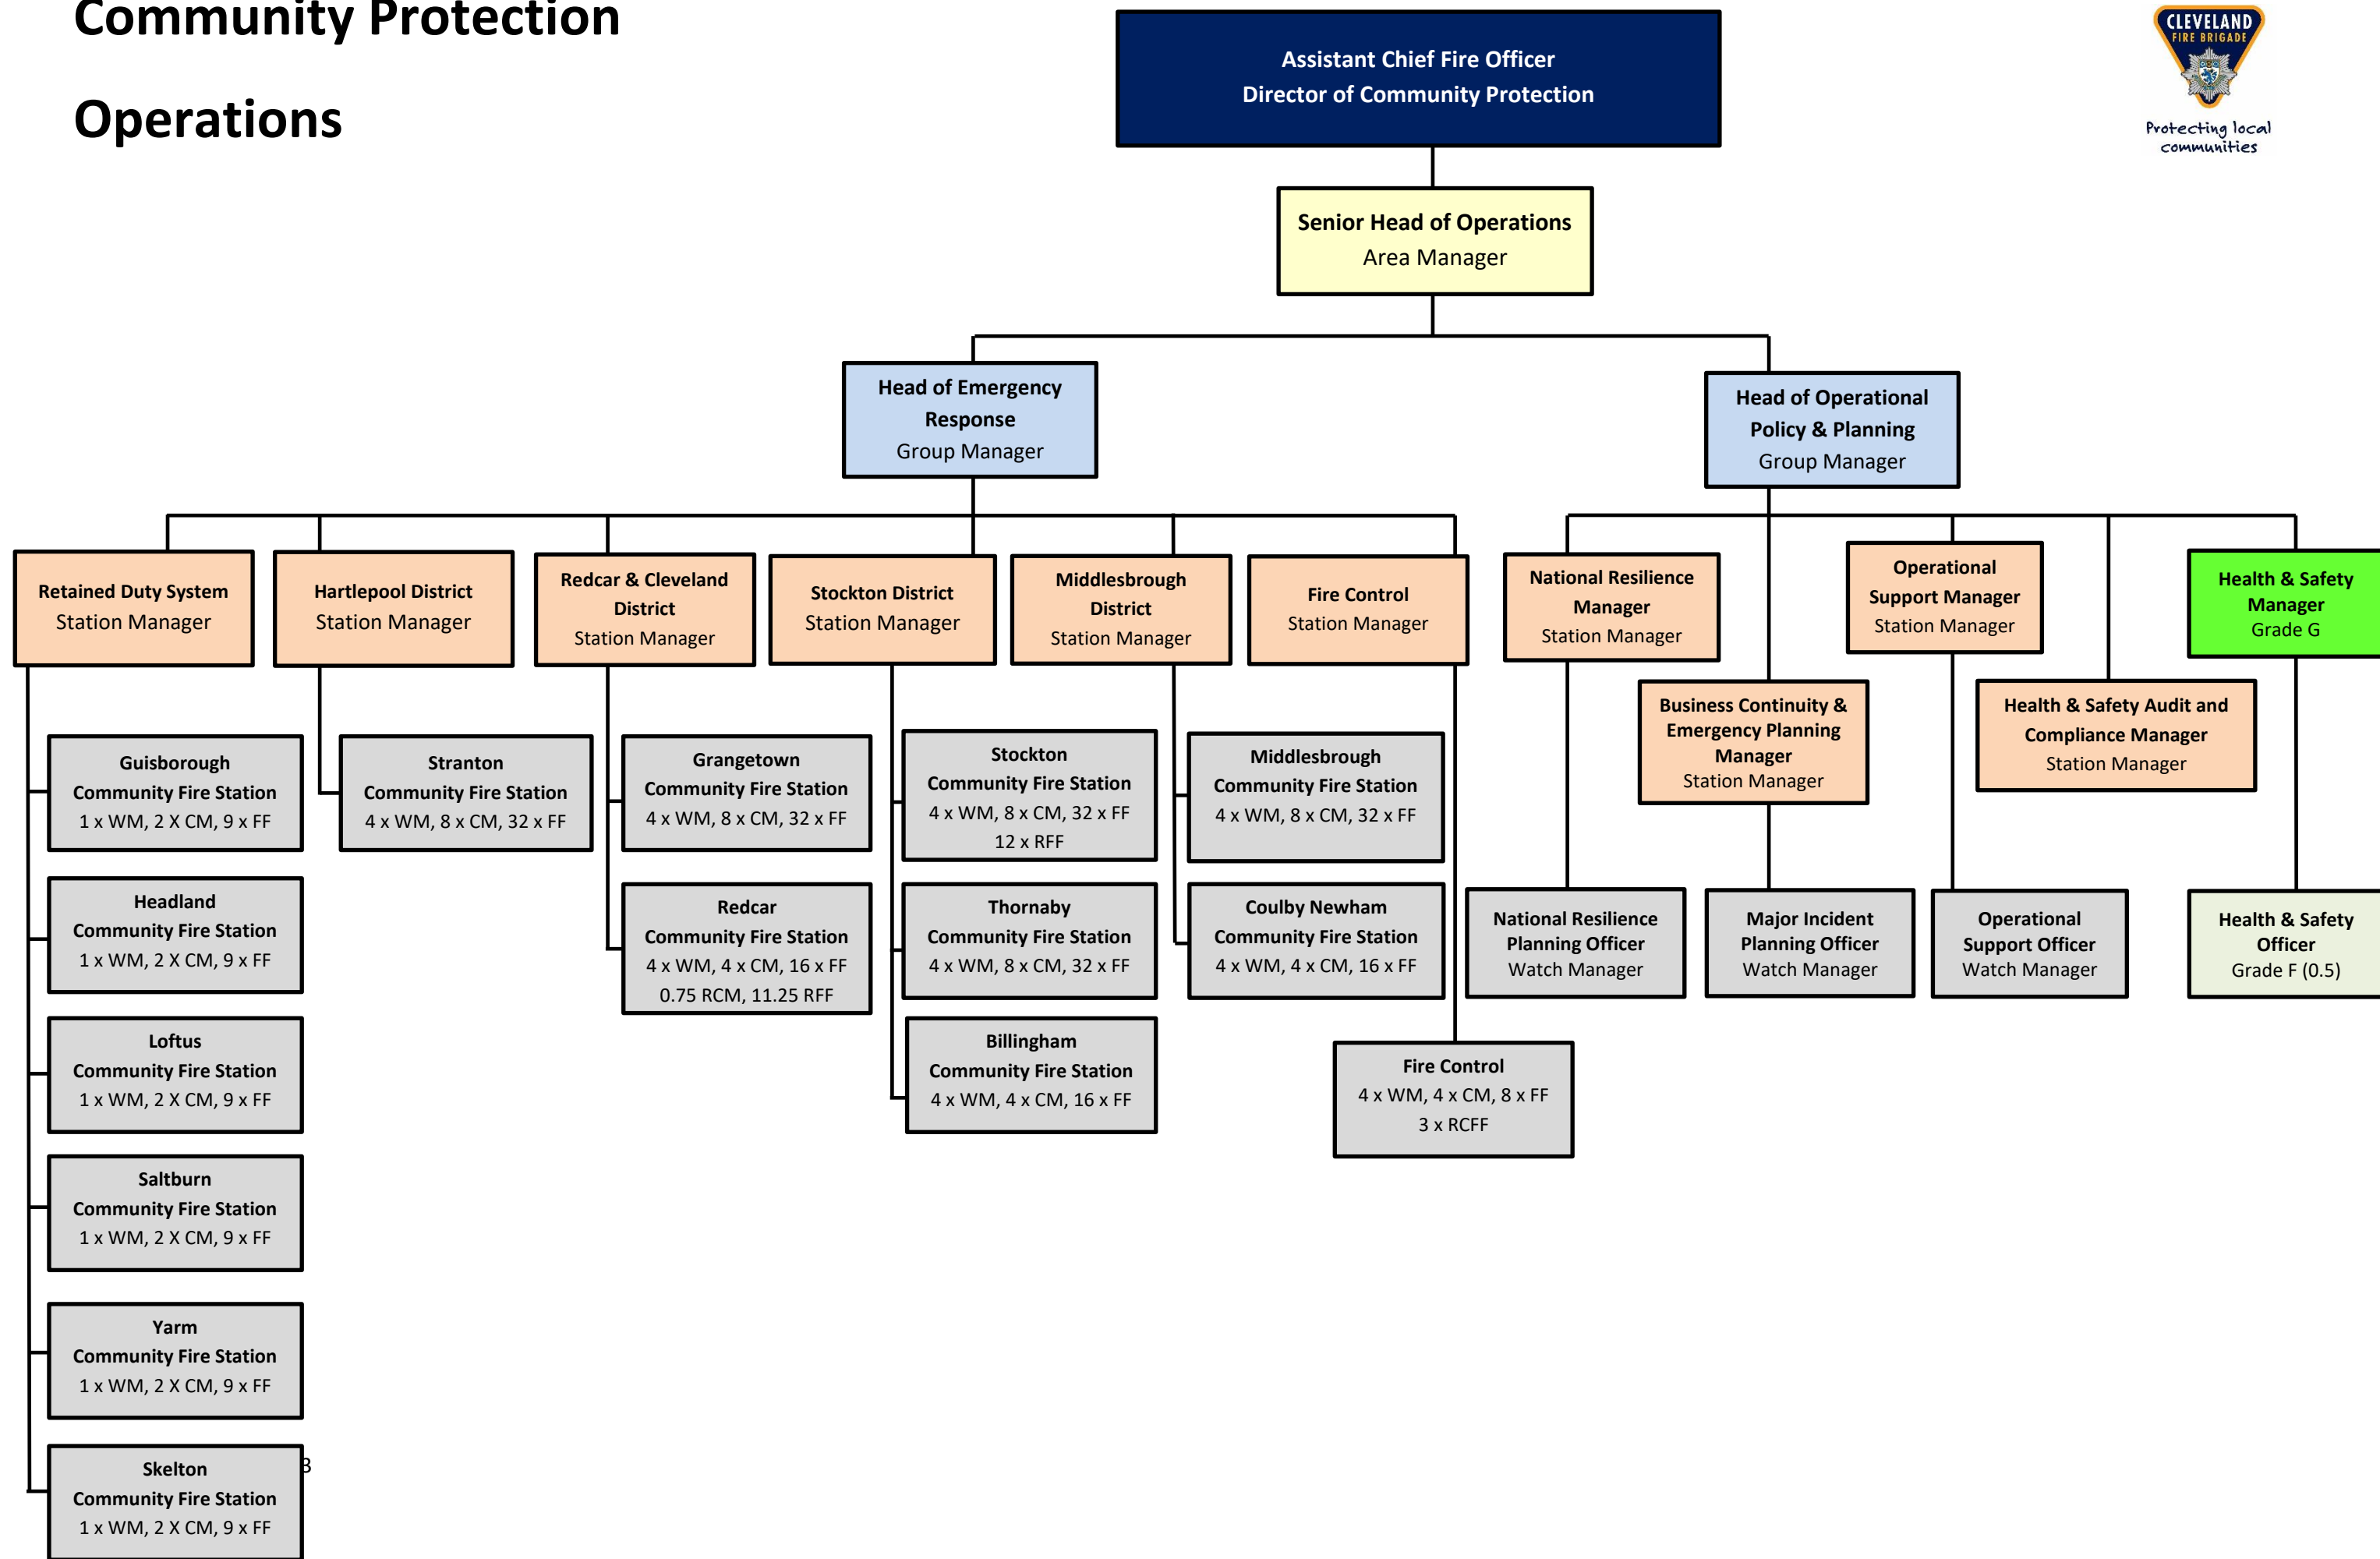 Community Protection
Operations
CLEVELAND
FIRE BRIGADE
Protecting local
communities
Assistant Chief Fire Officer
Director of Community Protection
Senior Head of Operations
Area Manager
Head of Emergency
Response
Group Manager
Head of Operational
Policy & Planning
Group Manager
Retained Duty System
Station Manager
Hartlepool District
Station Manager
Redcar & Cleveland
District
Station Manager
Stockton District
Station Manager
Middlesbrough
District
Station Manager
Fire Control
Station Manager
National Resilience
Manager
Station Manager
Business Continuity &
Emergency Planning
Manager
Station Manager
Operational
Support Manager
Station Manager
Health & Safety Audit and
Compliance Manager
Station Manager
Health & Safety
Manager
Grade G
Guisborough
Community Fire Station
1 x WM, 2 X CM, 9 x FF
Headland
Community Fire Station
1 x WM, 2 X CM, 9 x FF
Loftus
Community Fire Station
1 x WM, 2 X CM, 9 x FF
Saltburn
Community Fire Station
1 x WM, 2 X CM, 9 x FF
Yarm
Community Fire Station
1 x WM, 2 X CM, 9 x FF
Skelton
Community Fire Station
1 x WM, 2 X CM, 9 x FF
3
Stranton
Community Fire Station
4 x WM, 8 x CM, 32 x FF
Grangetown
Community Fire Station
4 x WM, 8 x CM, 32 x FF
Redcar
Community Fire Station
4 x WM, 4 x CM, 16 x FF
0.75 RCM, 11.25 RFF
Stockton
Community Fire Station
4 x WM, 8 x CM, 32 x FF
12 x RFF
Thornaby
Community Fire Station
4 x WM, 8 x CM, 32 x FF
Billingham
Community Fire Station
4 x WM, 4 x CM, 16 x FF
Middlesbrough
Community Fire Station
4 x WM, 8 x CM, 32 x FF
Coulby Newham
Community Fire Station
4 x WM, 4 x CM, 16 x FF
Fire Control
4 x WM, 4 x CM, 8 x FF
3 x RCFF
National Resilience
Planning Officer
Watch Manager
Major Incident
Planning Officer
Watch Manager
Operational
Support Officer
Watch Manager
Health & Safety
Officer
Grade F (0.5)